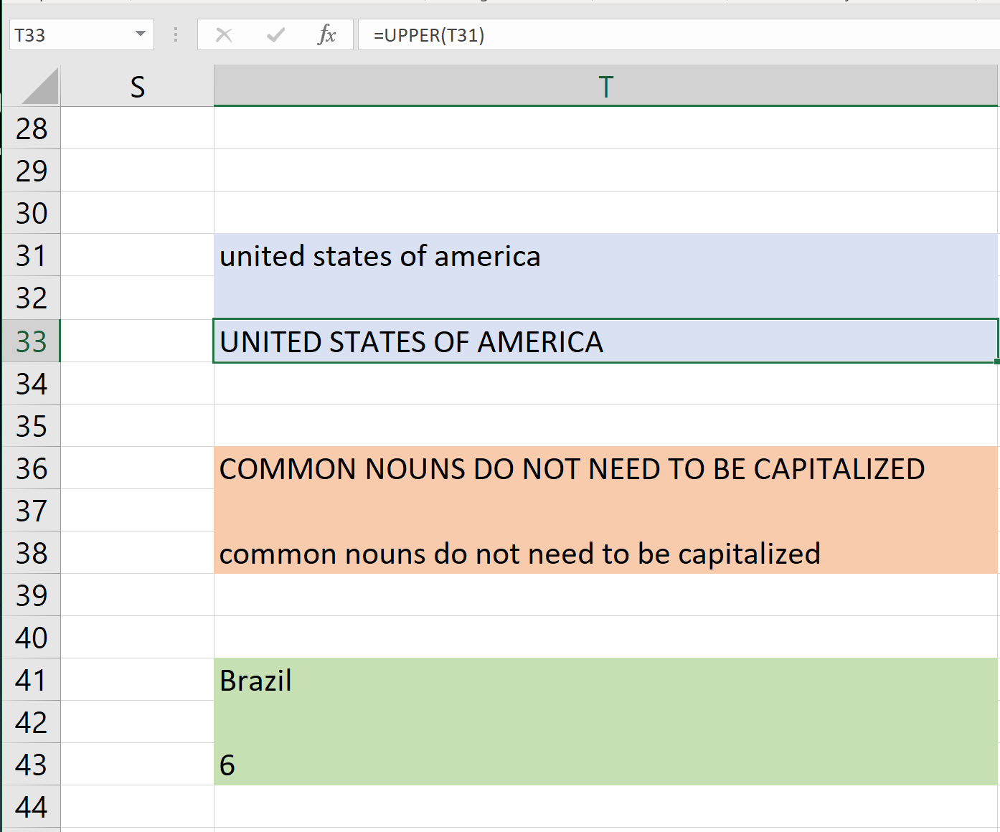 T33
fx
=UPPER(T31)
S
T
28
29
30
31
united states of america
32
33
UNITED STATES OF AMERICA
34
35
36
COMMON NOUNS DO NOT NEED TO BE CAPITALIZED
37
38
common nouns do not need to be capitalized
39
40
41
Brazil
42
43
6
44